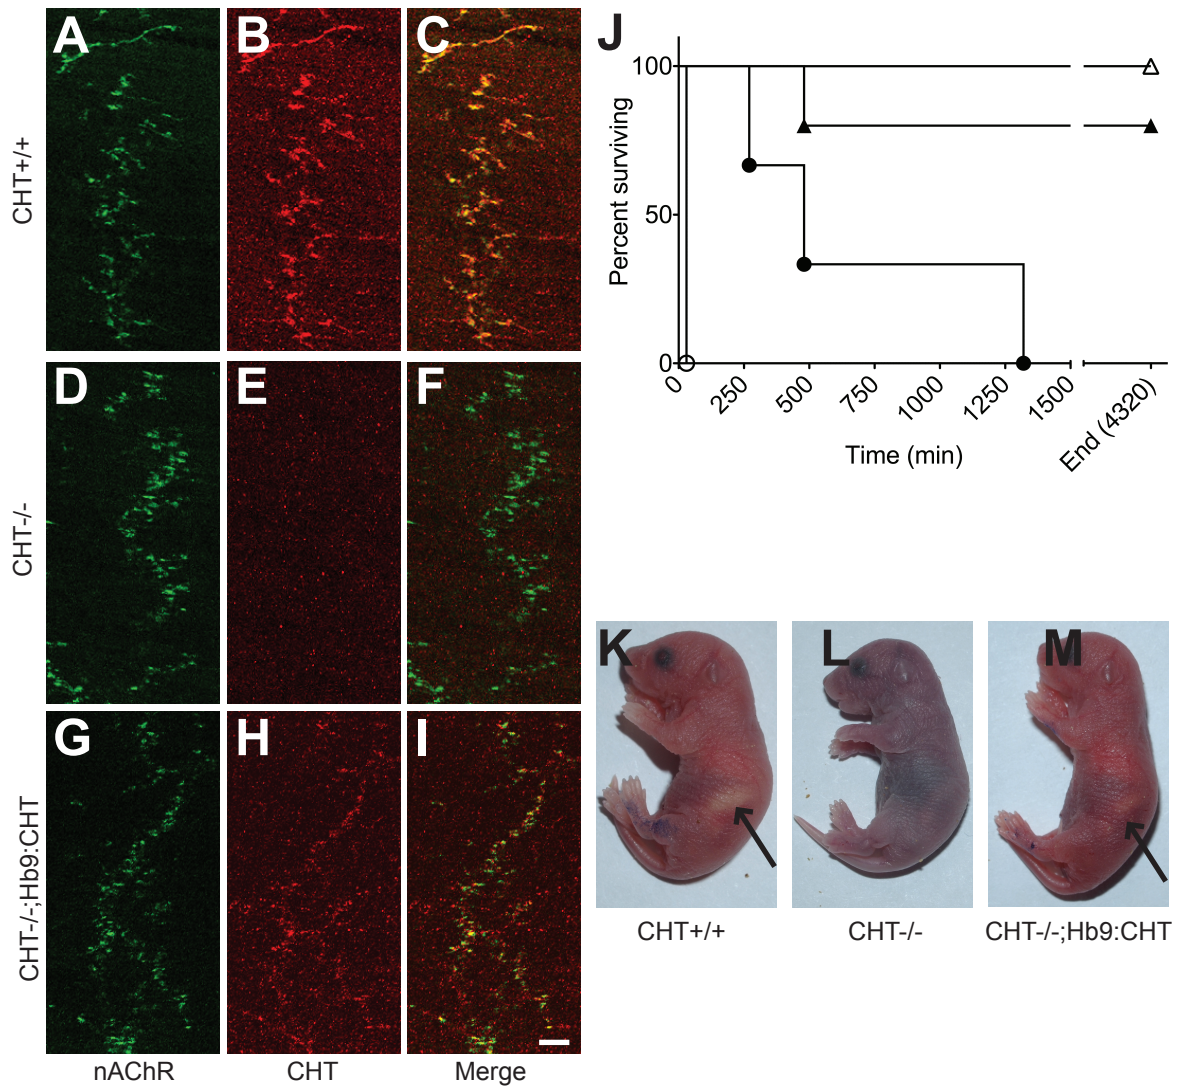 A
B
C
CHT+/+
D
E
F
CHT-/-
G
H
I
CHT-/-;Hb9:CHT
nAChR
CHT
Merge
J
Percent surviving
100
50
0
0
250
500
750
1000
1250
1500
End (4320)
Time (min)
K
L
M
CHT+/+
CHT-/-
CHT-/-;Hb9:CHT